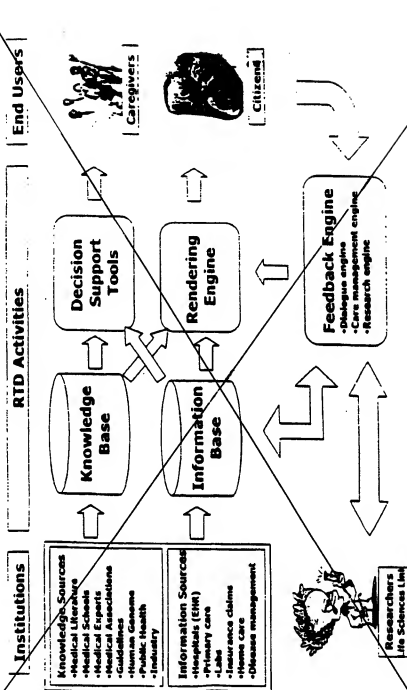 Institutions
RTD Activities
End Users
Knowledge Sources
•Medical Literature
•Medical Schools
•Medical Experts
•Medical Associations
•Guidelines
•Human Genome
•Public Health
•Industry
Information Sources
•Hospitals (EHR)
•Primary care
•Labs
•Insurance claims
•Home care
•Disease management
Knowledge
Base
Information
Base
Decision
Support
Tools
Rendering
Engine
Caregivers
Citizens
Feedback Engine
•Dialogue engine
•Care management engine
•Research engine
Researchers
Life Sciences Link